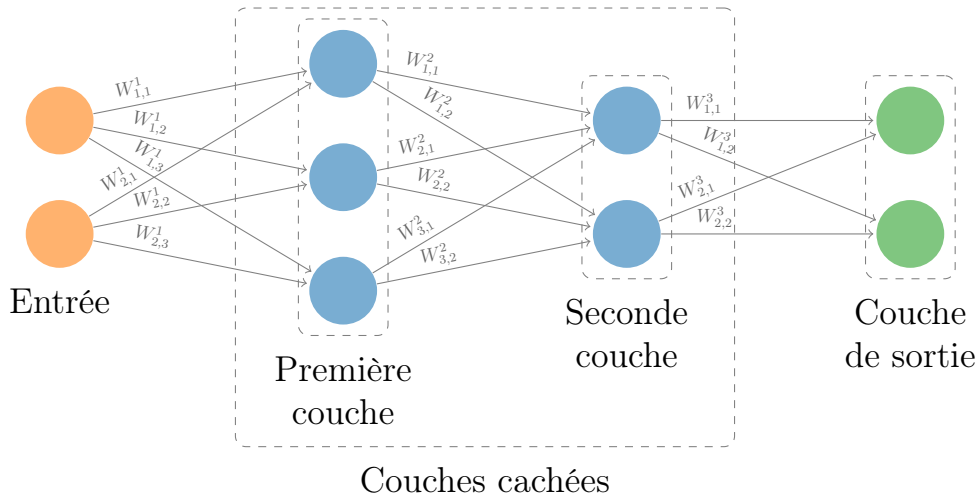 $W^1_{1,1}$
$W^1_{1,2}$
$W^1_{1,3}$
$W^1_{2,1}$
$W^1_{2,2}$
$W^1_{2,3}$
Entrée
Première
couche
$W^2_{1,1}$
$W^2_{1,2}$
$W^2_{2,1}$
$W^2_{2,2}$
$W^2_{3,1}$
$W^2_{3,2}$
Seconde
couche
$W^3_{1,1}$
$W^3_{1,2}$
$W^3_{2,1}$
$W^3_{2,2}$
Couche
de sortie
Couches cachées